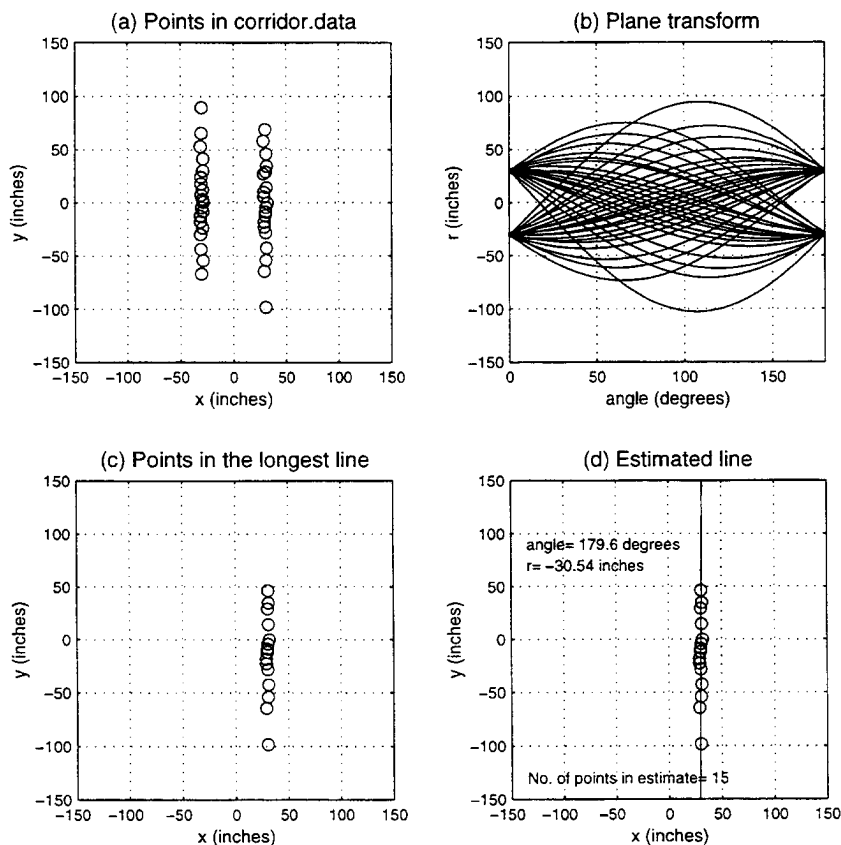 (a) Points in corridor.data
150
100
50
0
−50
−100
−150
y (inches)
−150 −100 −50 0 50 100 150
x (inches)
(b) Plane transform
150
100
50
0
−50
−100
−150
r (inches)
0 50 100 150
angle (degrees)
(c) Points in the longest line
150
100
50
0
−50
−100
−150
y (inches)
−150 −100 −50 0 50 100 150
x (inches)
(d) Estimated line
150
100
50
0
−50
−100
−150
y (inches)
angle= 179.6 degrees
r= −30.54 inches
No. of points in estimate= 15
−150 −100 −50 0 50 100 150
x (inches)